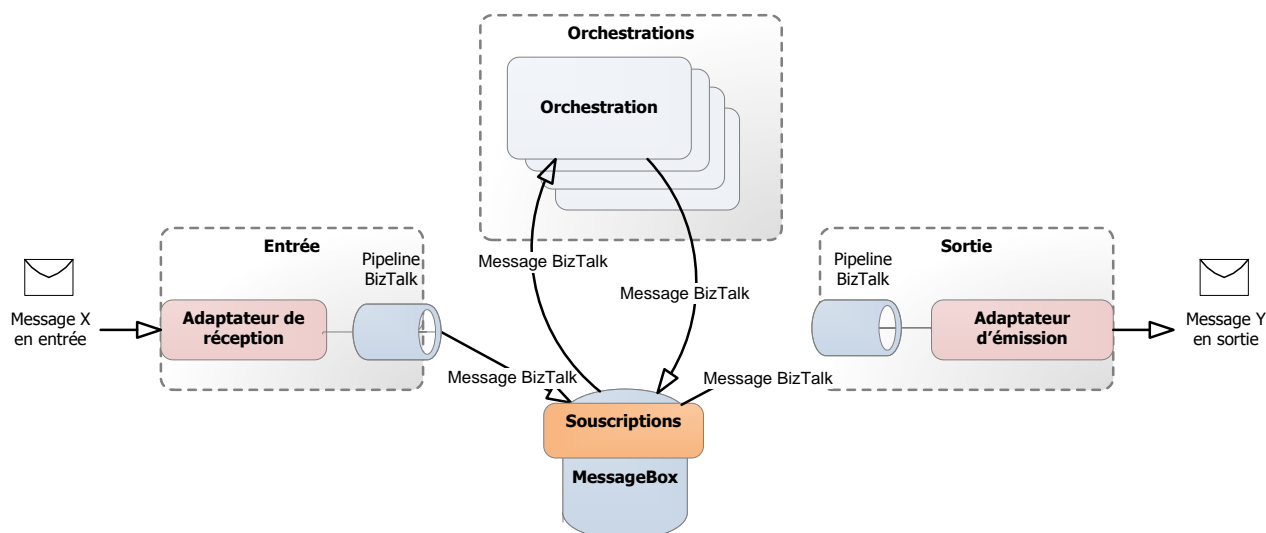 Orchestrations
Orchestration
Entrée
Pipeline
BizTalk
Message X
en entrée
Adaptateur de
réception
Message BizTalk
Message BizTalk
Message BizTalk
Message BizTalk
Sortie
Pipeline
BizTalk
Adaptateur
d’émission
Message Y
en sortie
Souscriptions
MessageBox